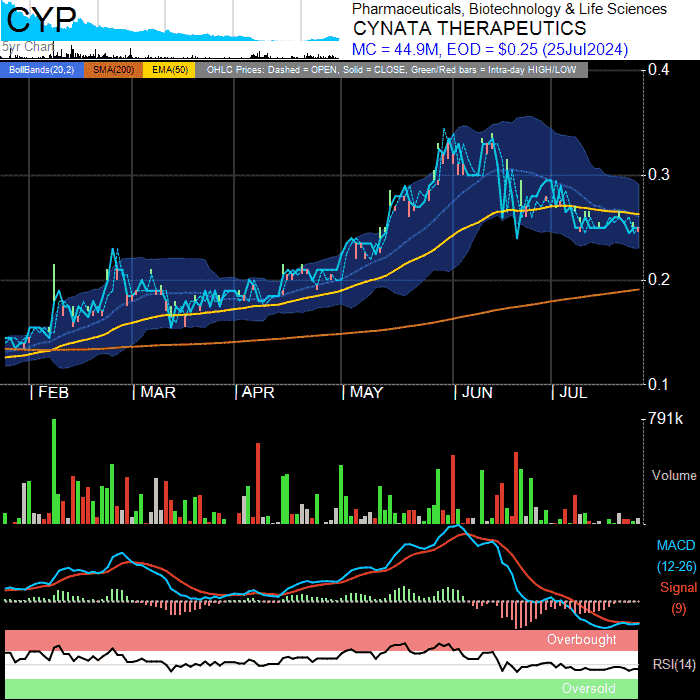 CYP
5yr Chart
Pharmaceuticals, Biotechnology & Life Sciences
CYNATA THERAPEUTICS
MC = 44.9M, EOD = $0.25 (25Jul2024)
BollBands(20,2) SMA(200) EMA(50) OHLC Prices: Dashed = OPEN, Solid = CLOSE, Green/Red bars = Intra-day HIGH/LOW
0.4
0.3
0.2
0.1
FEB MAR APR MAY JUN JUL
791k
Volume
MACD
(12-26)
Signal
(9)
Overbought
RSI(14)
Oversold